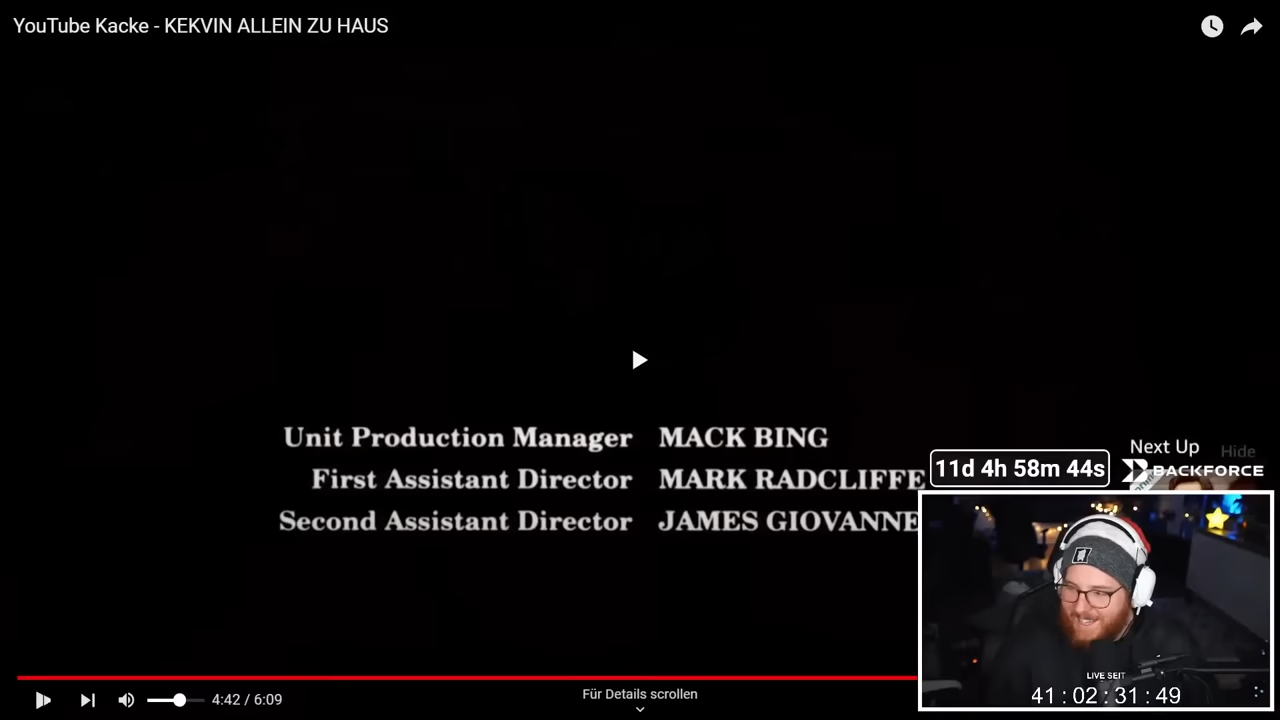 YouTube Kacke - KEKVIN ALLEIN ZU HAUS
Unit Production Manager MACK BING
First Assistant Director MARK RADCLIFFE
Second Assistant Director JAMES GIOVANNE
Next Up Hide
11d 4h 58m 44s
BACKFORCE
LIVE SEIT
41:02:31:49
4:42 / 6:09
Für Details scrollen